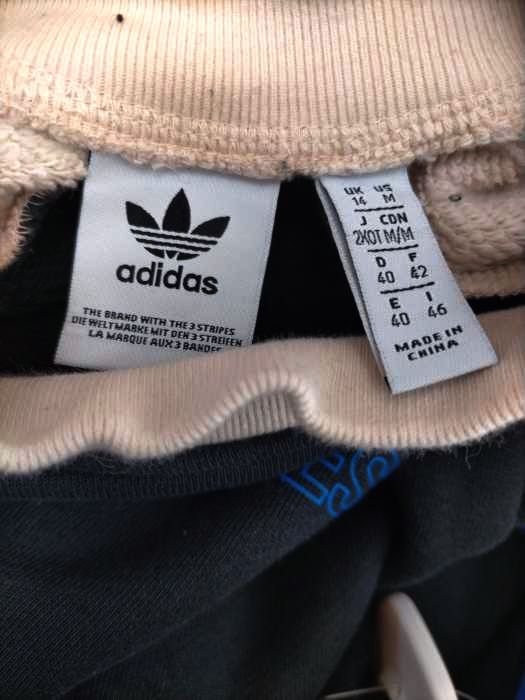 adidas
THE BRAND WITH THE 3 STRIPES
DIE WELTMARKE MIT DEN 3 STREIFEN
LA MARQUE AUX 3 BANDES
UK US
14 M
J CDN
2XOT M/M
D F
40 42
E I
40 46
MADE IN
CHINA
ES